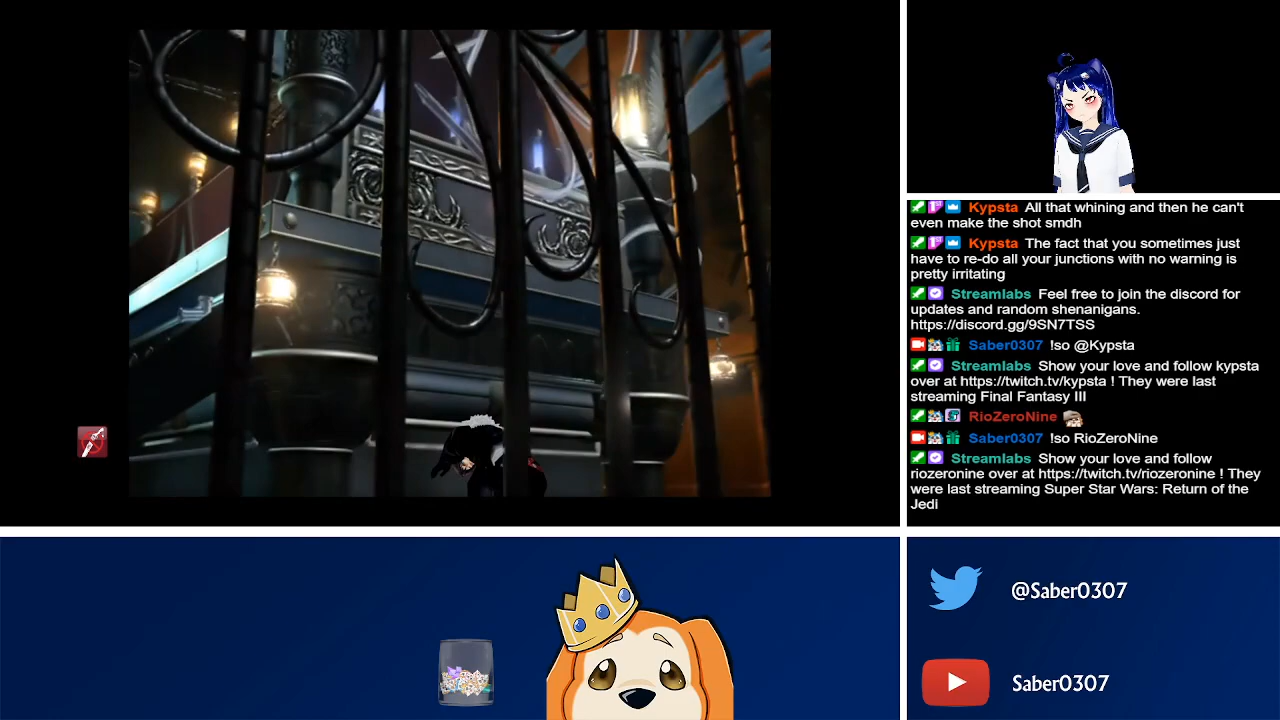 Kypsta All that whining and then he can't
even make the shot smdh
Kypsta The fact that you sometimes just
have to re-do all your junctions with no warning is
pretty irritating
Streamlabs Feel free to join the discord for
updates and random shenanigans.
https://discord.gg/9SN7TSS
Saber0307 !so @Kypsta
Streamlabs Show your love and follow kypsta
over at https://twitch.tv/kypsta ! They were last
streaming Final Fantasy III
RioZeroNine
Saber0307 !so RioZeroNine
Streamlabs Show your love and follow
riozeronine over at https://twitch.tv/riozeronine ! They
were last streaming Super Star Wars: Return of the
Jedi
@Saber0307
Saber0307